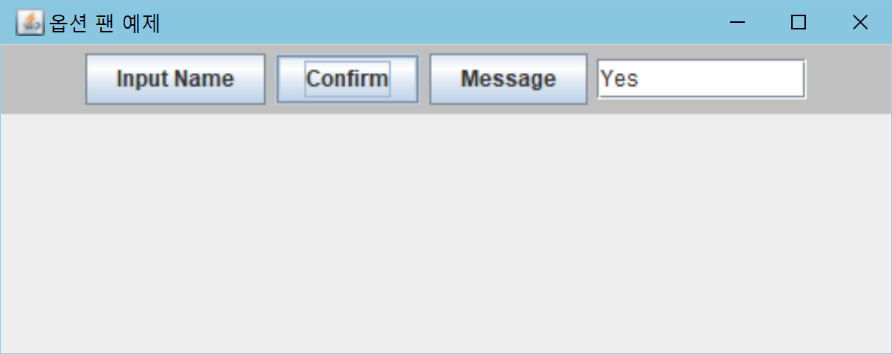 옵션 팬 예제
Input Name Confirm Message Yes